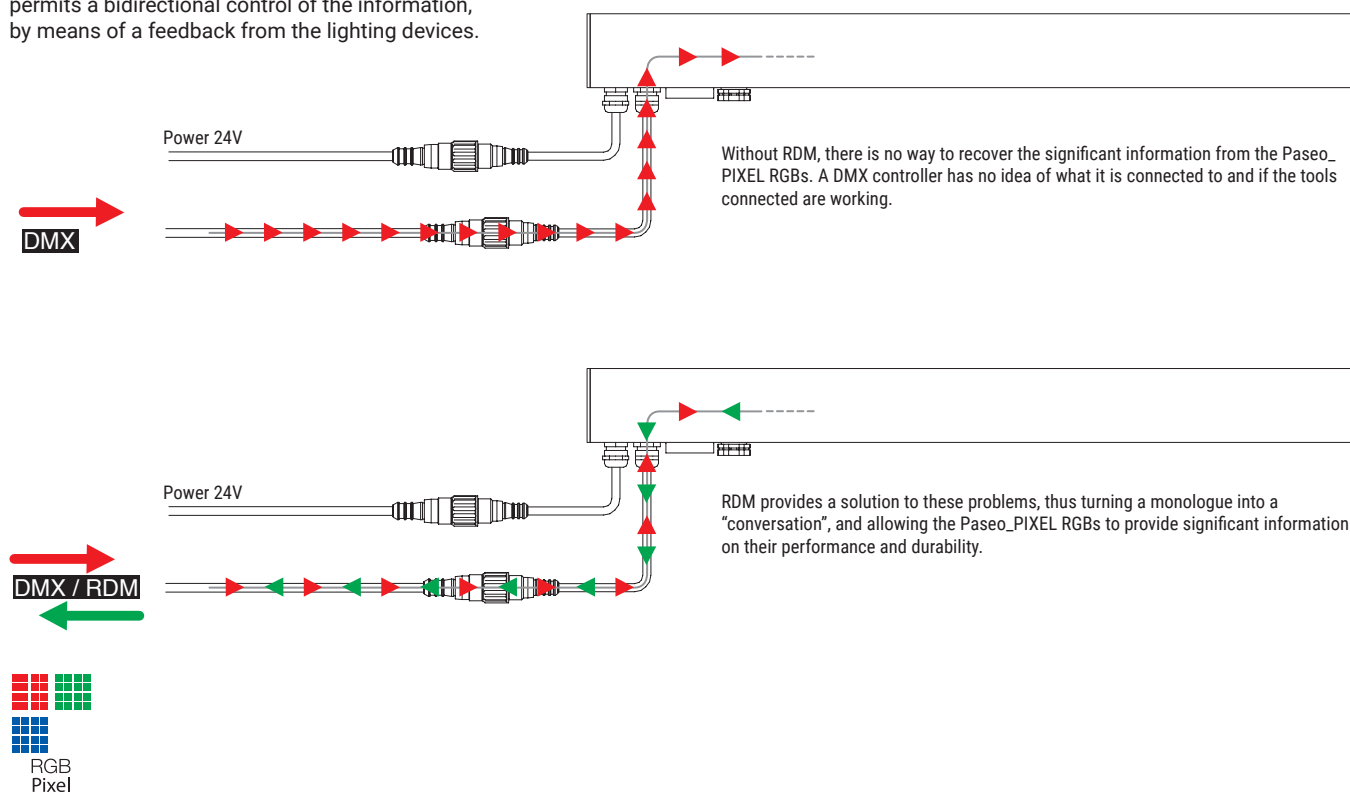 permits a bidirectional control of the information,
by means of a feedback from the lighting devices.
Power 24V
DMX
Without RDM, there is no way to recover the significant information from the Paseo_
PIXEL RGBs. A DMX controller has no idea of what it is connected to and if the tools
connected are working.
Power 24V
DMX / RDM
RDM provides a solution to these problems, thus turning a monologue into a
“conversation”, and allowing the Paseo_PIXEL RGBs to provide significant information
on their performance and durability.
RGB
Pixel